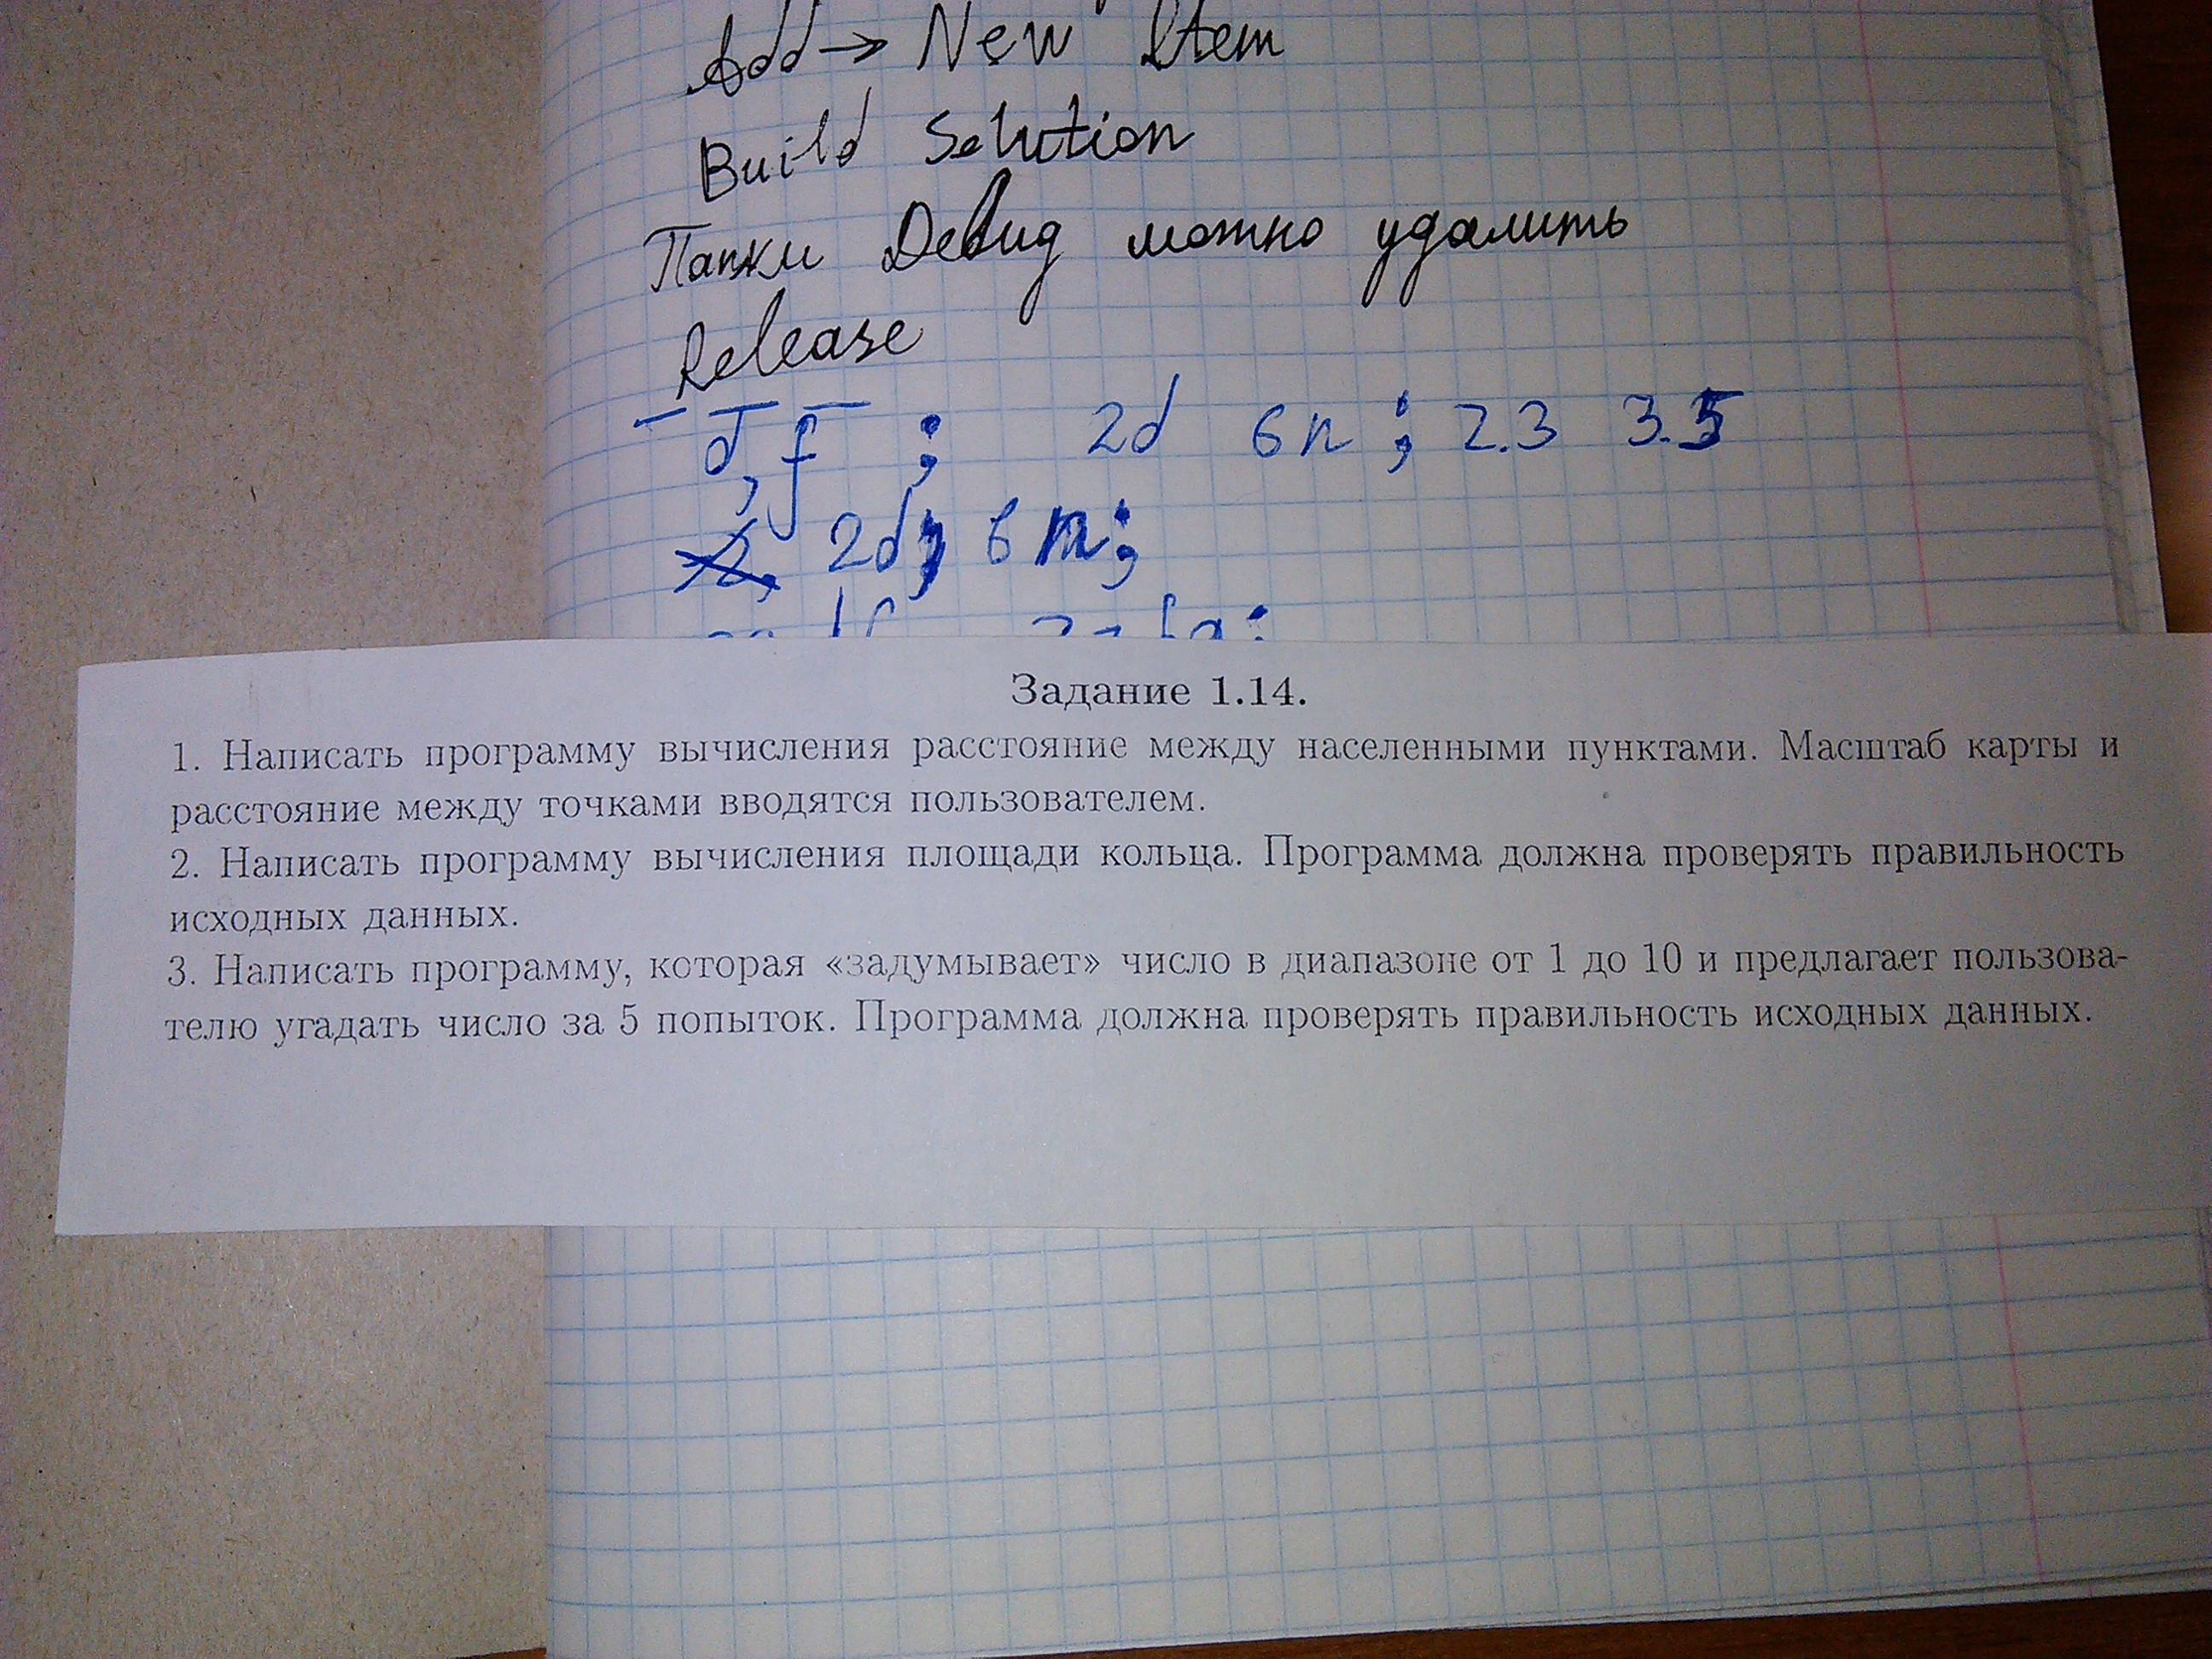 Add → New Item
Build Solution
Папки Debug можно удалить
Release
d, f ; 2d 6n ; 2.3 3.5
2d, 6n;
Задание 1.14.
1. Написать программу вычисления расстояние между населенными пунктами. Масштаб карты и
расстояние между точками вводятся пользователем.
2. Написать программу вычисления площади кольца. Программа должна проверять правильность
исходных данных.
3. Написать программу, которая «задумывает» число в диапазоне от 1 до 10 и предлагает пользова-
телю угадать число за 5 попыток. Программа должна проверять правильность исходных данных.